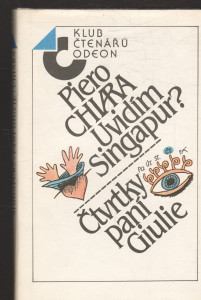 KLUB
ČTENÁŘŮ
ODEON
Piero
CHIARA
Uvidím
Singapur?
Čtvrtky
paní
Giulie